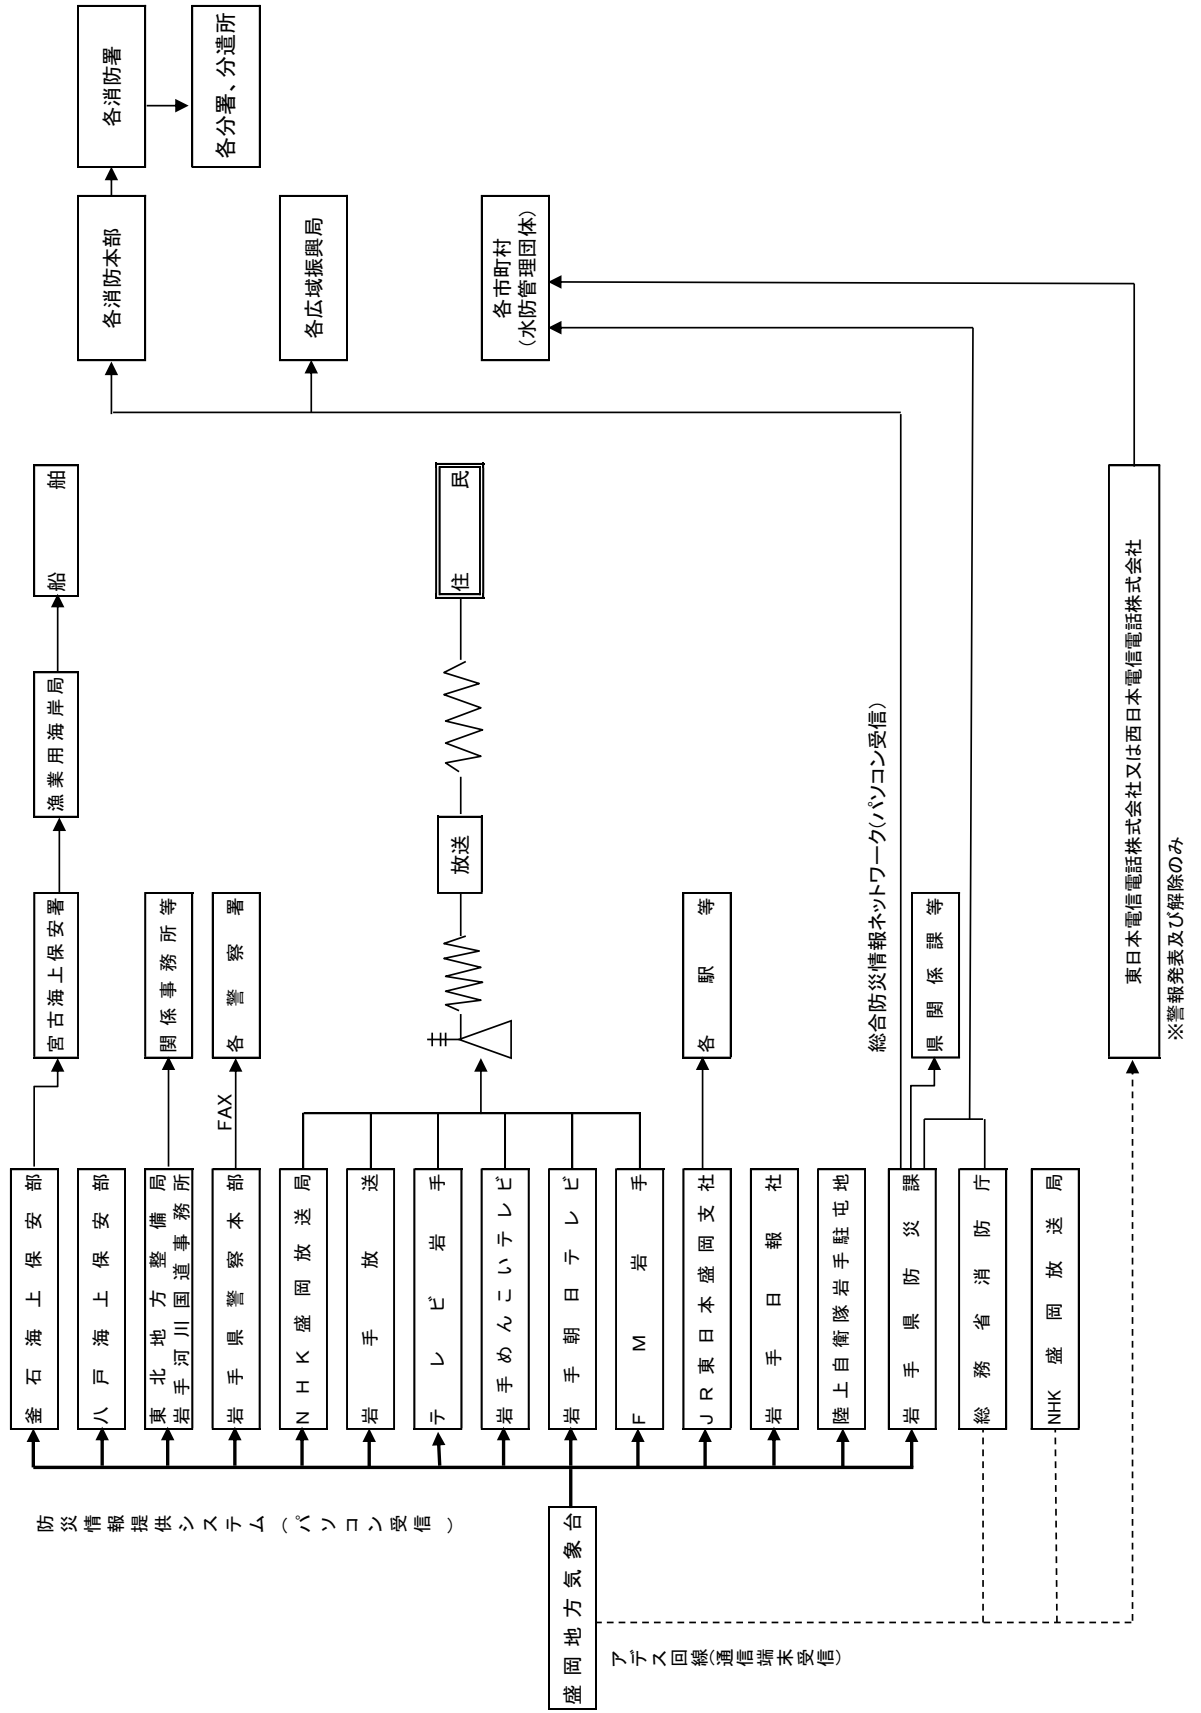 防災情報提供システム(パソコン受信)
盛岡地方気象台
アデス回線(通信端末受信)
釜石海上保安部
八戸海上保安部
東北地方整備局
岩手河川国道事務所
岩手県警察本部
NHK盛岡放送局
岩手放送
テレビ岩手
岩手めんこいテレビ
岩手朝日テレビ
FM岩手
JR東日本盛岡支社
岩手日報社
陸上自衛隊岩手駐屯地
岩手県防災課
総務省消防庁
NHK盛岡放送局
FAX
宮古海上保安署
関係事務所等
各警察署
各駅等
総合防災情報ネットワーク(パソコン受信)
県関係課等
東日本電信電話株式会社又は西日本電信電話株式会社
※警報発表及び解除のみ
放送
漁業用海岸局
船舶
住民
各消防本部
各広域振興局
各市町村
(水防管理団体)
各消防署
各分署、分遣所